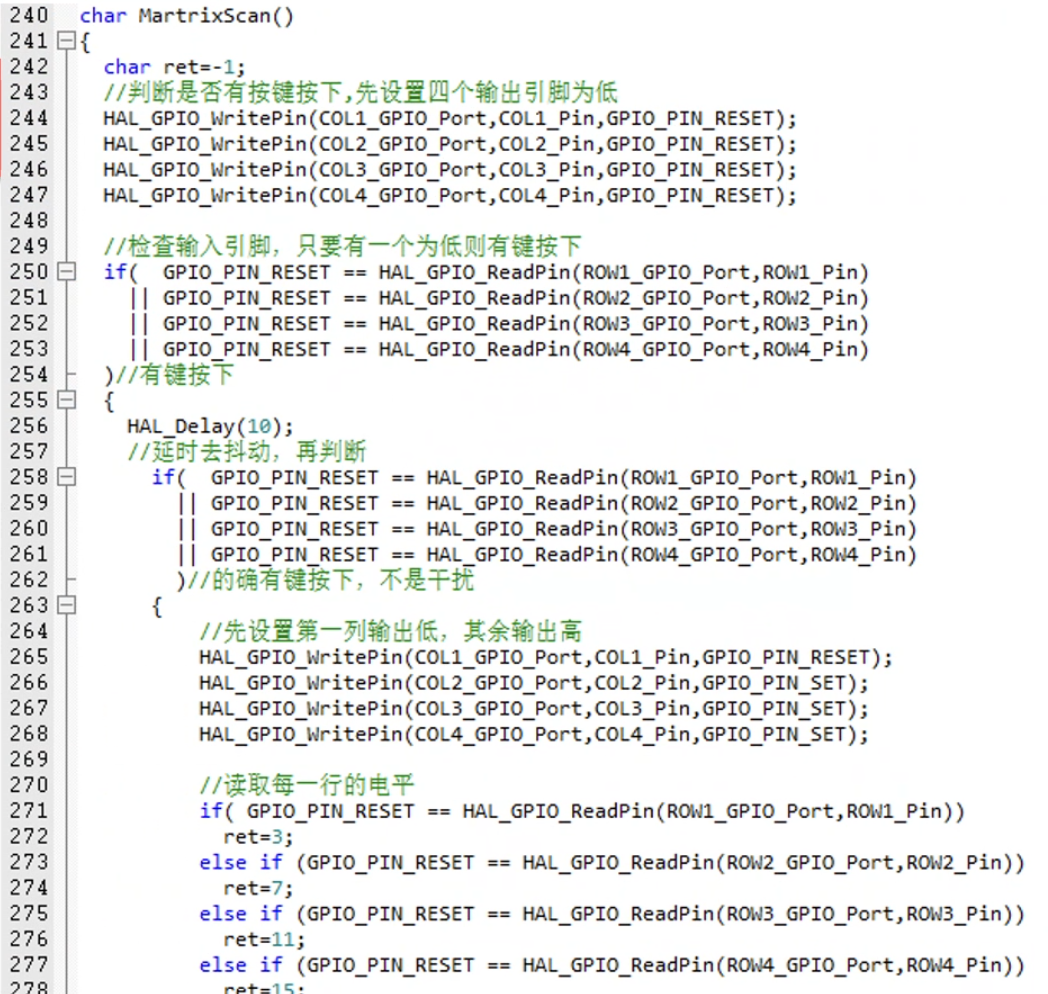 240 char MartrixScan()
241 {
242 char ret=-1;
243 //判断是否有按键按下,先设置四个输出引脚为低
244 HAL_GPIO_WritePin(COL1_GPIO_Port,COL1_Pin,GPIO_PIN_RESET);
245 HAL_GPIO_WritePin(COL2_GPIO_Port,COL2_Pin,GPIO_PIN_RESET);
246 HAL_GPIO_WritePin(COL3_GPIO_Port,COL3_Pin,GPIO_PIN_RESET);
247 HAL_GPIO_WritePin(COL4_GPIO_Port,COL4_Pin,GPIO_PIN_RESET);
248
249 //检查输入引脚，只要有一个为低则有键按下
250 if(  GPIO_PIN_RESET == HAL_GPIO_ReadPin(ROW1_GPIO_Port,ROW1_Pin)
251 || GPIO_PIN_RESET == HAL_GPIO_ReadPin(ROW2_GPIO_Port,ROW2_Pin)
252 || GPIO_PIN_RESET == HAL_GPIO_ReadPin(ROW3_GPIO_Port,ROW3_Pin)
253 || GPIO_PIN_RESET == HAL_GPIO_ReadPin(ROW4_GPIO_Port,ROW4_Pin)
254 )//有键按下
255 {
256 HAL_Delay(10);
257 //延时去抖动，再判断
258 if(  GPIO_PIN_RESET == HAL_GPIO_ReadPin(ROW1_GPIO_Port,ROW1_Pin)
259 || GPIO_PIN_RESET == HAL_GPIO_ReadPin(ROW2_GPIO_Port,ROW2_Pin)
260 || GPIO_PIN_RESET == HAL_GPIO_ReadPin(ROW3_GPIO_Port,ROW3_Pin)
261 || GPIO_PIN_RESET == HAL_GPIO_ReadPin(ROW4_GPIO_Port,ROW4_Pin)
262 )//的确有键按下，不是干扰
263 {
264 //先设置第一列输出低，其余输出高
265 HAL_GPIO_WritePin(COL1_GPIO_Port,COL1_Pin,GPIO_PIN_RESET);
266 HAL_GPIO_WritePin(COL2_GPIO_Port,COL2_Pin,GPIO_PIN_SET);
267 HAL_GPIO_WritePin(COL3_GPIO_Port,COL3_Pin,GPIO_PIN_SET);
268 HAL_GPIO_WritePin(COL4_GPIO_Port,COL4_Pin,GPIO_PIN_SET);
269
270 //读取每一行的电平
271 if( GPIO_PIN_RESET == HAL_GPIO_ReadPin(ROW1_GPIO_Port,ROW1_Pin))
272 ret=3;
273 else if (GPIO_PIN_RESET == HAL_GPIO_ReadPin(ROW2_GPIO_Port,ROW2_Pin))
274 ret=7;
275 else if (GPIO_PIN_RESET == HAL_GPIO_ReadPin(ROW3_GPIO_Port,ROW3_Pin))
276 ret=11;
277 else if (GPIO_PIN_RESET == HAL_GPIO_ReadPin(ROW4_GPIO_Port,ROW4_Pin))
278 ret=15;